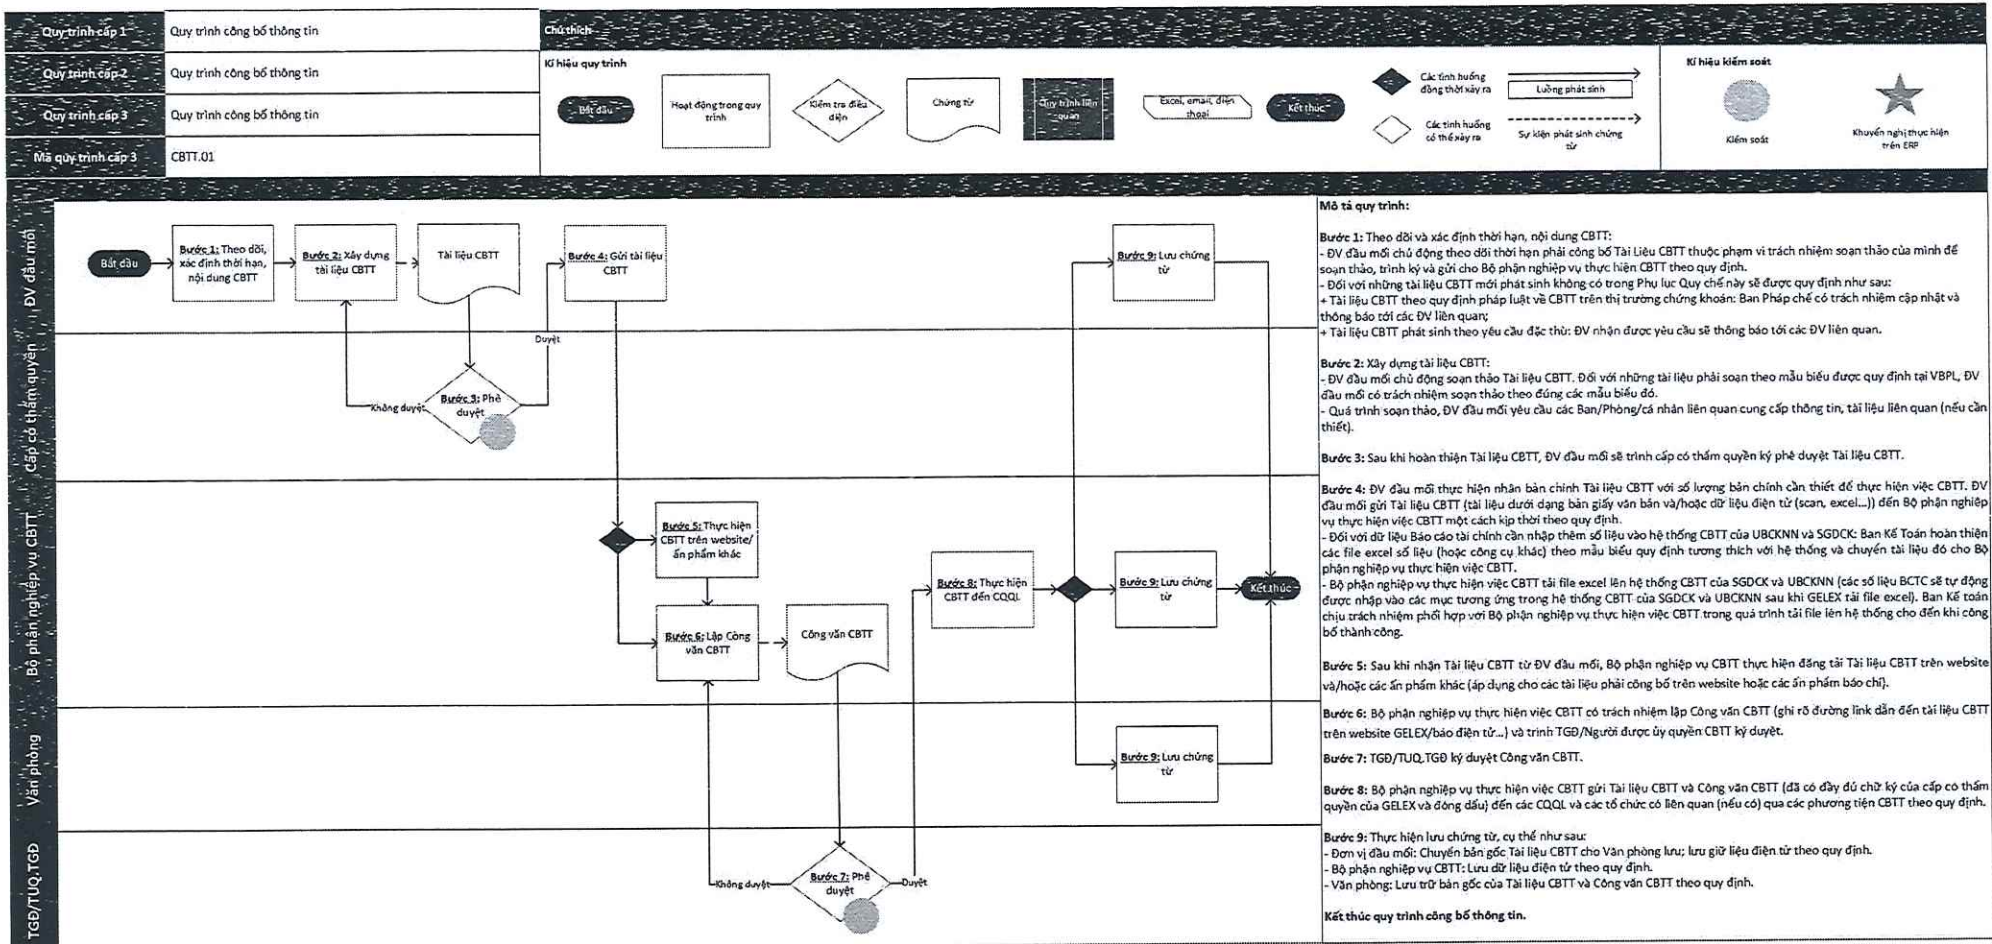 Quy trình cấp 1
Quy trình công bố thông tin
Quy trình cấp 2
Quy trình công bố thông tin
Quy trình cấp 3
Quy trình công bố thông tin
Mã quy trình cấp 3
CBTT.01
Chú thích
Kí hiệu quy trình
Bắt đầu
Hoạt động trong quy
trình
Kiểm tra điều
diện
Chứng từ
Quy trình liên
quan
Excel, email, điện
thoại
Kết thúc
Các tình huống
đồng thời xảy ra
Các tình huống
có thể xảy ra
Luồng phát sinh
Sự kiện phát sinh chứng
từ
Kí hiệu kiểm soát
Kiểm soát
Khuyến nghị thực hiện
trên ERP
ĐV đầu mối
Bắt đầu
Bước 1: Theo dõi,
xác định thời hạn,
nội dung CBTT
Bước 2: Xây dựng
tài liệu CBTT
Tài liệu CBTT
Bước 4: Gửi tài liệu
CBTT
Bước 9: Lưu chứng
từ
Cấp có thẩm quyền
Duyệt
Không duyệt
Bước 3: Phê
duyệt
Bộ phận nghiệp vụ CBTT
Bước 5: Thực hiện
CBTT trên website/
ấn phẩm khác
Bước 6: Lập Công
văn CBTT
Công văn CBTT
Bước 8: Thực hiện
CBTT đến CQQL
Bước 9: Lưu chứng
từ
Kết thúc
Văn phòng
Bước 9: Lưu chứng
từ
TGĐ/TUQ.TGĐ
Không duyệt
Bước 7: Phê
duyệt
Duyệt
Mô tả quy trình:
Bước 1: Theo dõi và xác định thời hạn, nội dung CBTT:
- ĐV đầu mối chủ động theo dõi thời hạn phải công bố Tài Liệu CBTT thuộc phạm vi trách nhiệm soạn thảo của mình để
soạn thảo, trình ký và gửi cho Bộ phận nghiệp vụ thực hiện CBTT theo quy định.
- Đối với những tài liệu CBTT mới phát sinh không có trong Phụ lục Quy chế này sẽ được quy định như sau:
+ Tài liệu CBTT theo quy định pháp luật về CBTT trên thị trường chứng khoán: Ban Pháp chế có trách nhiệm cập nhật và
thông báo tới các ĐV liên quan;
+ Tài liệu CBTT phát sinh theo yêu cầu đặc thù: ĐV nhận được yêu cầu sẽ thông báo tới các ĐV liên quan.
Bước 2: Xây dựng tài liệu CBTT:
- ĐV đầu mối chủ động soạn thảo Tài liệu CBTT. Đối với những tài liệu phải soạn theo mẫu biểu được quy định tại VBPL, ĐV
đầu mối có trách nhiệm soạn thảo theo đúng các mẫu biểu đó.
- Quá trình soạn thảo, ĐV đầu mối yêu cầu các Ban/Phòng/cá nhân liên quan cung cấp thông tin, tài liệu liên quan (nếu cần
thiết).
Bước 3: Sau khi hoàn thiện Tài liệu CBTT, ĐV đầu mối sẽ trình cấp có thẩm quyền ký phê duyệt Tài liệu CBTT.
Bước 4: ĐV đầu mối thực hiện nhân bản chính Tài liệu CBTT với số lượng bản chính cần thiết để thực hiện việc CBTT. ĐV
đầu mối gửi Tài liệu CBTT (tài liệu dưới dạng bản giấy văn bản và/hoặc dữ liệu điện tử (scan, excel...)) đến Bộ phận nghiệp
vụ thực hiện việc CBTT một cách kịp thời theo quy định.
- Đối với dữ liệu Báo cáo tài chính cần nhập thêm số liệu vào hệ thống CBTT của UBCKNN và SGDCK: Ban Kế Toán hoàn thiện
các file excel số liệu (hoặc công cụ khác) theo mẫu biểu quy định tương thích với hệ thống và chuyển tài liệu đó cho Bộ
phận nghiệp vụ thực hiện việc CBTT.
- Bộ phận nghiệp vụ thực hiện việc CBTT tải file excel lên hệ thống CBTT của SGDCK và UBCKNN (các số liệu BCTC sẽ tự động
được nhập vào các mục tương ứng trong hệ thống CBTT của SGDCK và UBCKNN sau khi GELEX tải file excel). Ban Kế toán
chịu trách nhiệm phối hợp với Bộ phận nghiệp vụ thực hiện việc CBTT trong quá trình tải file lên hệ thống cho đến khi công
bố thành công.
Bước 5: Sau khi nhận Tài liệu CBTT từ ĐV đầu mối, Bộ phận nghiệp vụ CBTT thực hiện đăng tải Tài liệu CBTT trên website
và/hoặc các ấn phẩm khác (áp dụng cho các tài liệu phải công bố trên website hoặc các ấn phẩm báo chí).
Bước 6: Bộ phận nghiệp vụ thực hiện việc CBTT có trách nhiệm lập Công văn CBTT (ghi rõ đường link dẫn đến tài liệu CBTT
trên website GELEX/báo điện tử...) và trình TGĐ/Người được ủy quyền CBTT ký duyệt.
Bước 7: TGĐ/TUQ.TGĐ ký duyệt Công văn CBTT.
Bước 8: Bộ phận nghiệp vụ thực hiện việc CBTT gửi Tài liệu CBTT và Công văn CBTT (đã có đầy đủ chữ ký của cấp có thẩm
quyền của GELEX và đóng dấu) đến các CQQL và các tổ chức có liên quan (nếu có) qua các phương tiện CBTT theo quy định.
Bước 9: Thực hiện lưu chứng từ, cụ thể như sau:
- Đơn vị đầu mối: Chuyển bản gốc Tài liệu CBTT cho Văn phòng lưu; lưu giữ liệu điện tử theo quy định.
- Bộ phận nghiệp vụ CBTT: Lưu dữ liệu điện tử theo quy định.
- Văn phòng: Lưu trữ bản gốc của Tài liệu CBTT và Công văn CBTT theo quy định.
Kết thúc quy trình công bố thông tin.